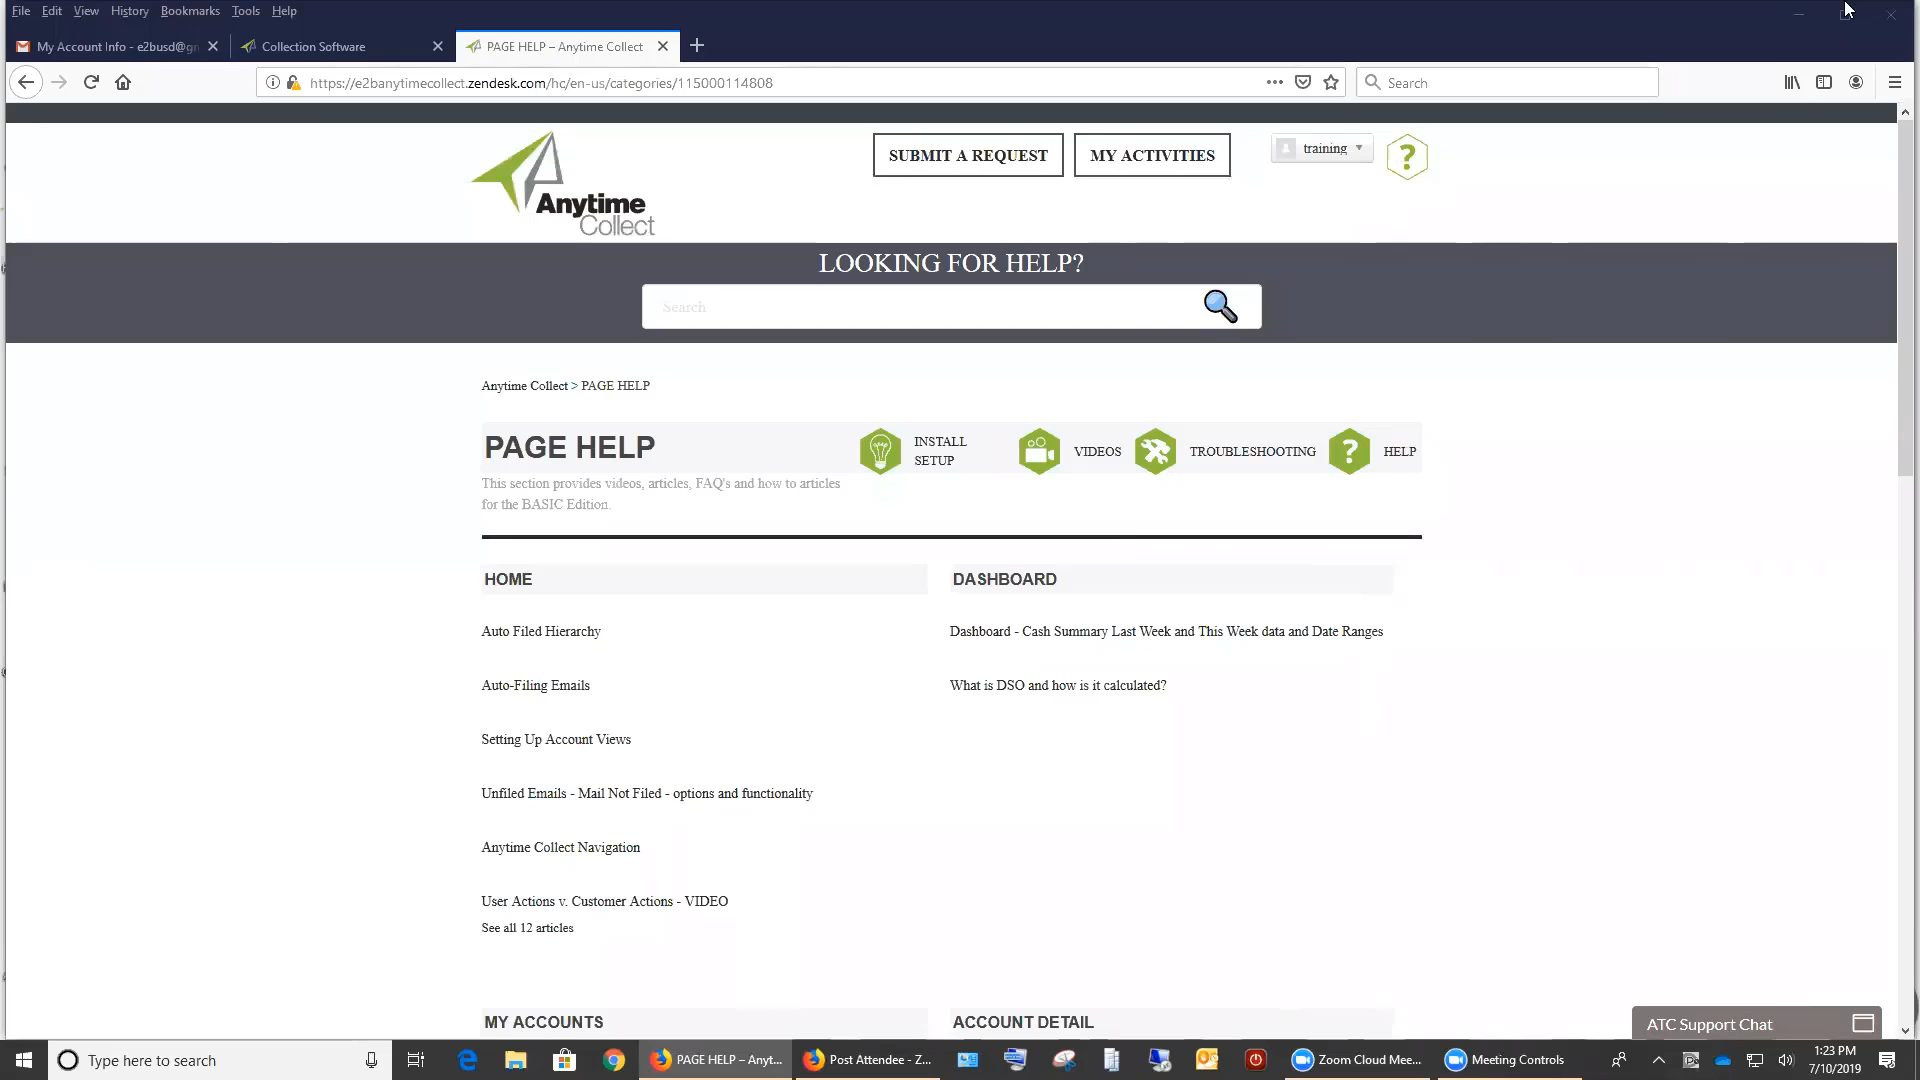 File Edit View History Bookmarks Tools Help
My Account Info - e2busd@g
Collection Software
PAGE HELP – Anytime Collect
https://e2banytimecollect.zendesk.com/hc/en-us/categories/115000114808
Search
Anytime
Collect
SUBMIT A REQUEST
MY ACTIVITIES
training
?
LOOKING FOR HELP?
Search
Anytime Collect > PAGE HELP
PAGE HELP
INSTALL
SETUP
VIDEOS
TROUBLESHOOTING
?
HELP
This section provides videos, articles, FAQ's and how to articles
for the BASIC Edition.
HOME
Auto Filed Hierarchy
Auto-Filing Emails
Setting Up Account Views
Unfiled Emails - Mail Not Filed - options and functionality
Anytime Collect Navigation
User Actions v. Customer Actions - VIDEO
See all 12 articles
DASHBOARD
Dashboard - Cash Summary Last Week and This Week data and Date Ranges
What is DSO and how is it calculated?
MY ACCOUNTS
ACCOUNT DETAIL
ATC Support Chat
Type here to search
PAGE HELP – Anyt...
Post Attendee - Z...
Zoom Cloud Mee...
Meeting Controls
1:23 PM
7/10/2019